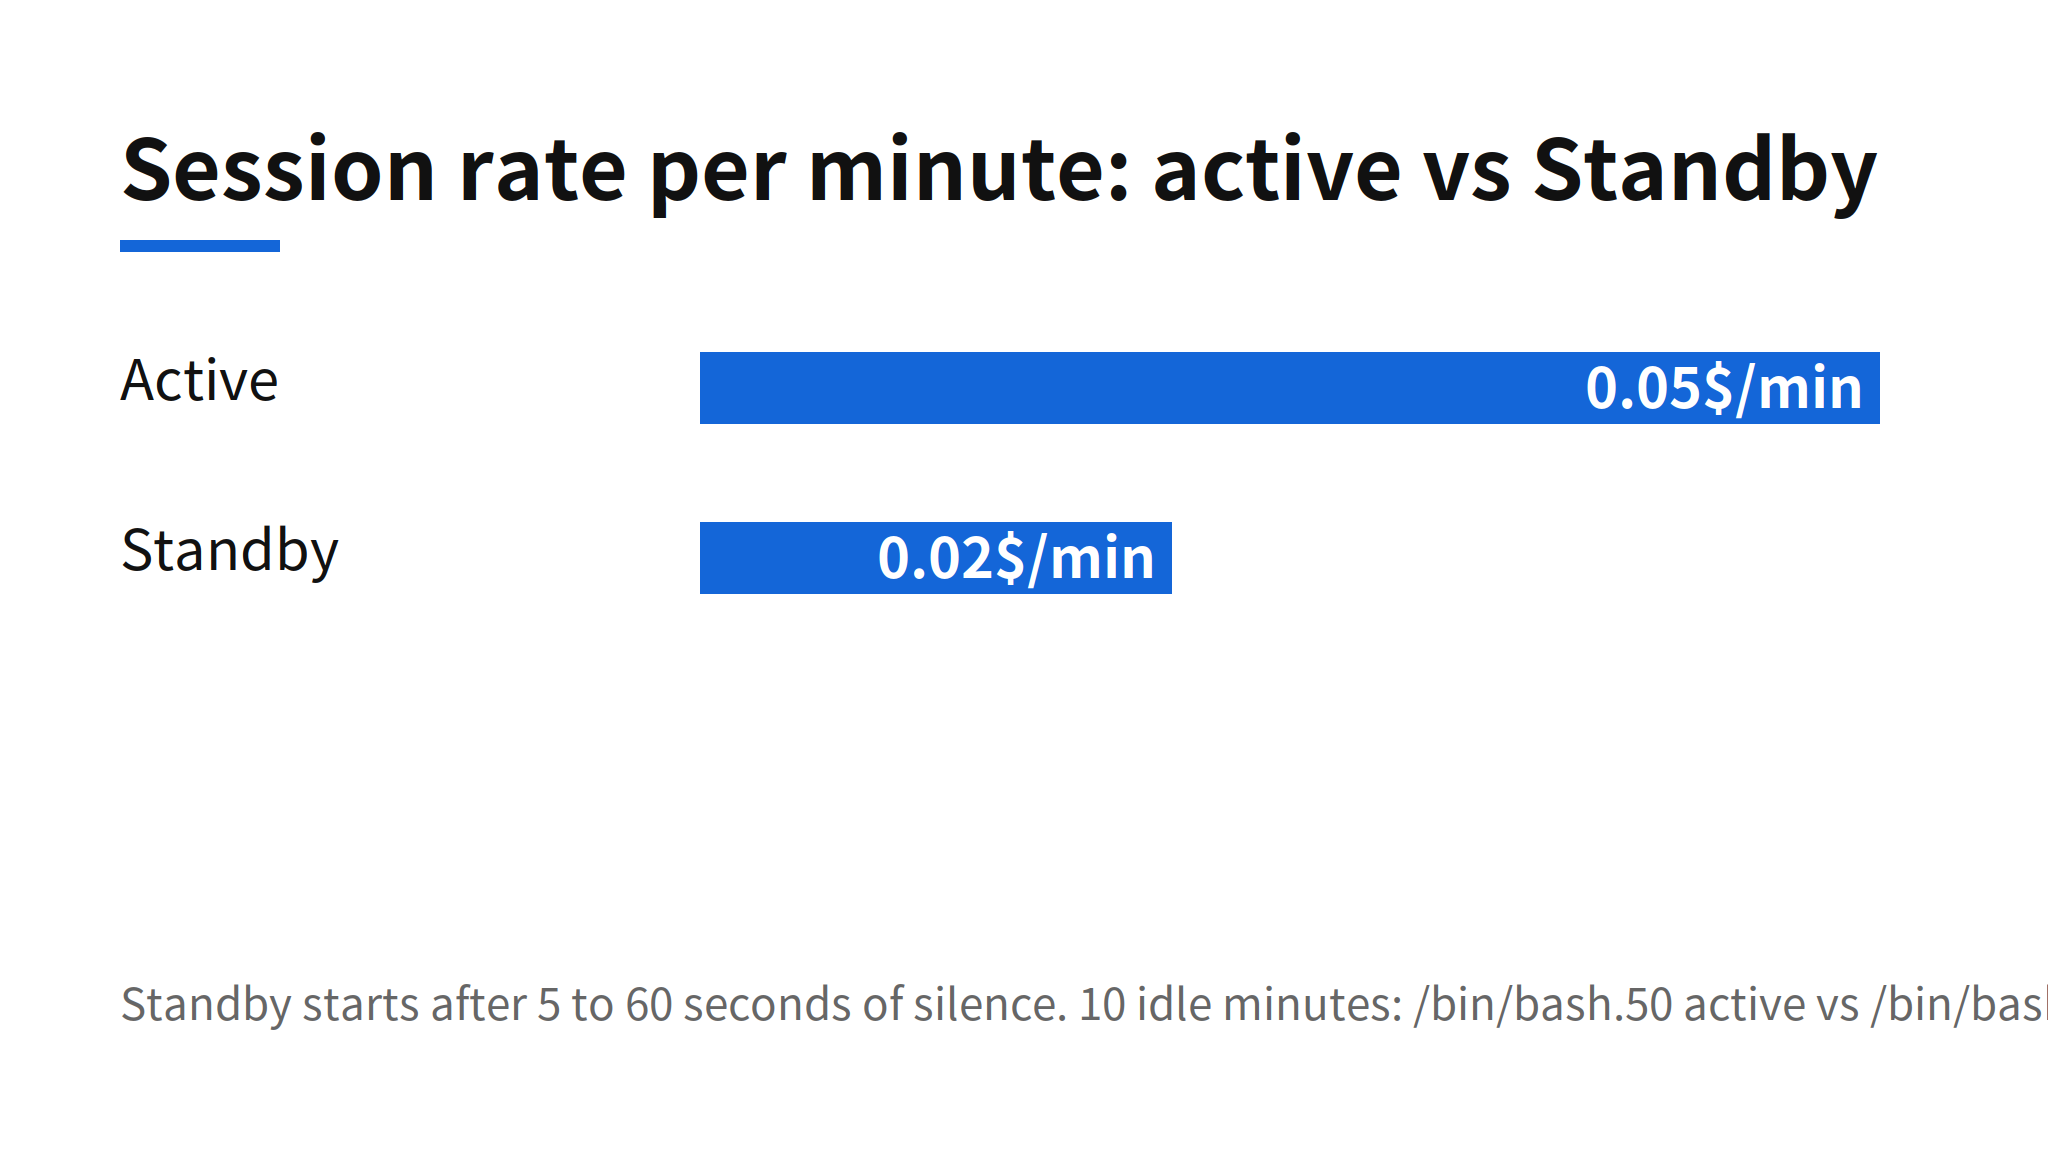 Session rate per minute: active vs Standby
Active
0.05$/min
Standby
0.02$/min
Standby starts after 5 to 60 seconds of silence. 10 idle minutes: /bin/bash.50 active vs /bin/bas